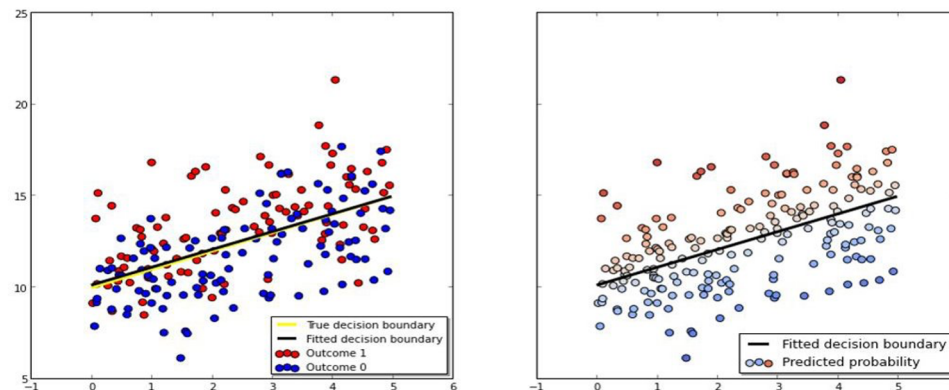 25
20
15
10
5
−1 0 1 2 3 4 5 6
True decision boundary
Fitted decision boundary
Outcome 1
Outcome 0
−1 0 1 2 3 4 5
Fitted decision boundary
Predicted probability